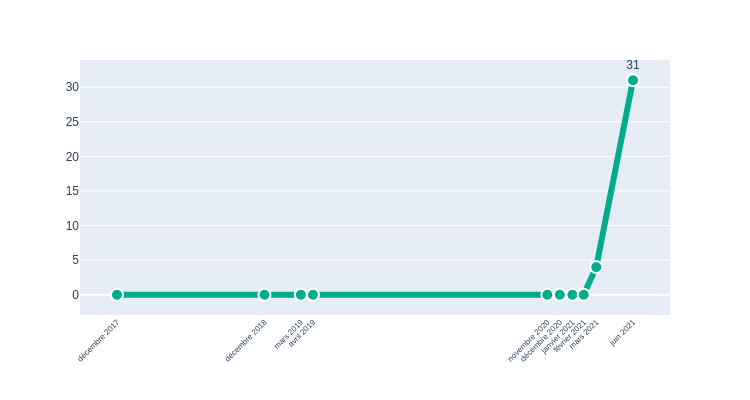 31
30
25
20
15
10
5
0
décembre 2017
décembre 2018
mars 2019
avril 2019
novembre 2020
décembre 2020
janvier 2021
février 2021
mars 2021
juin 2021